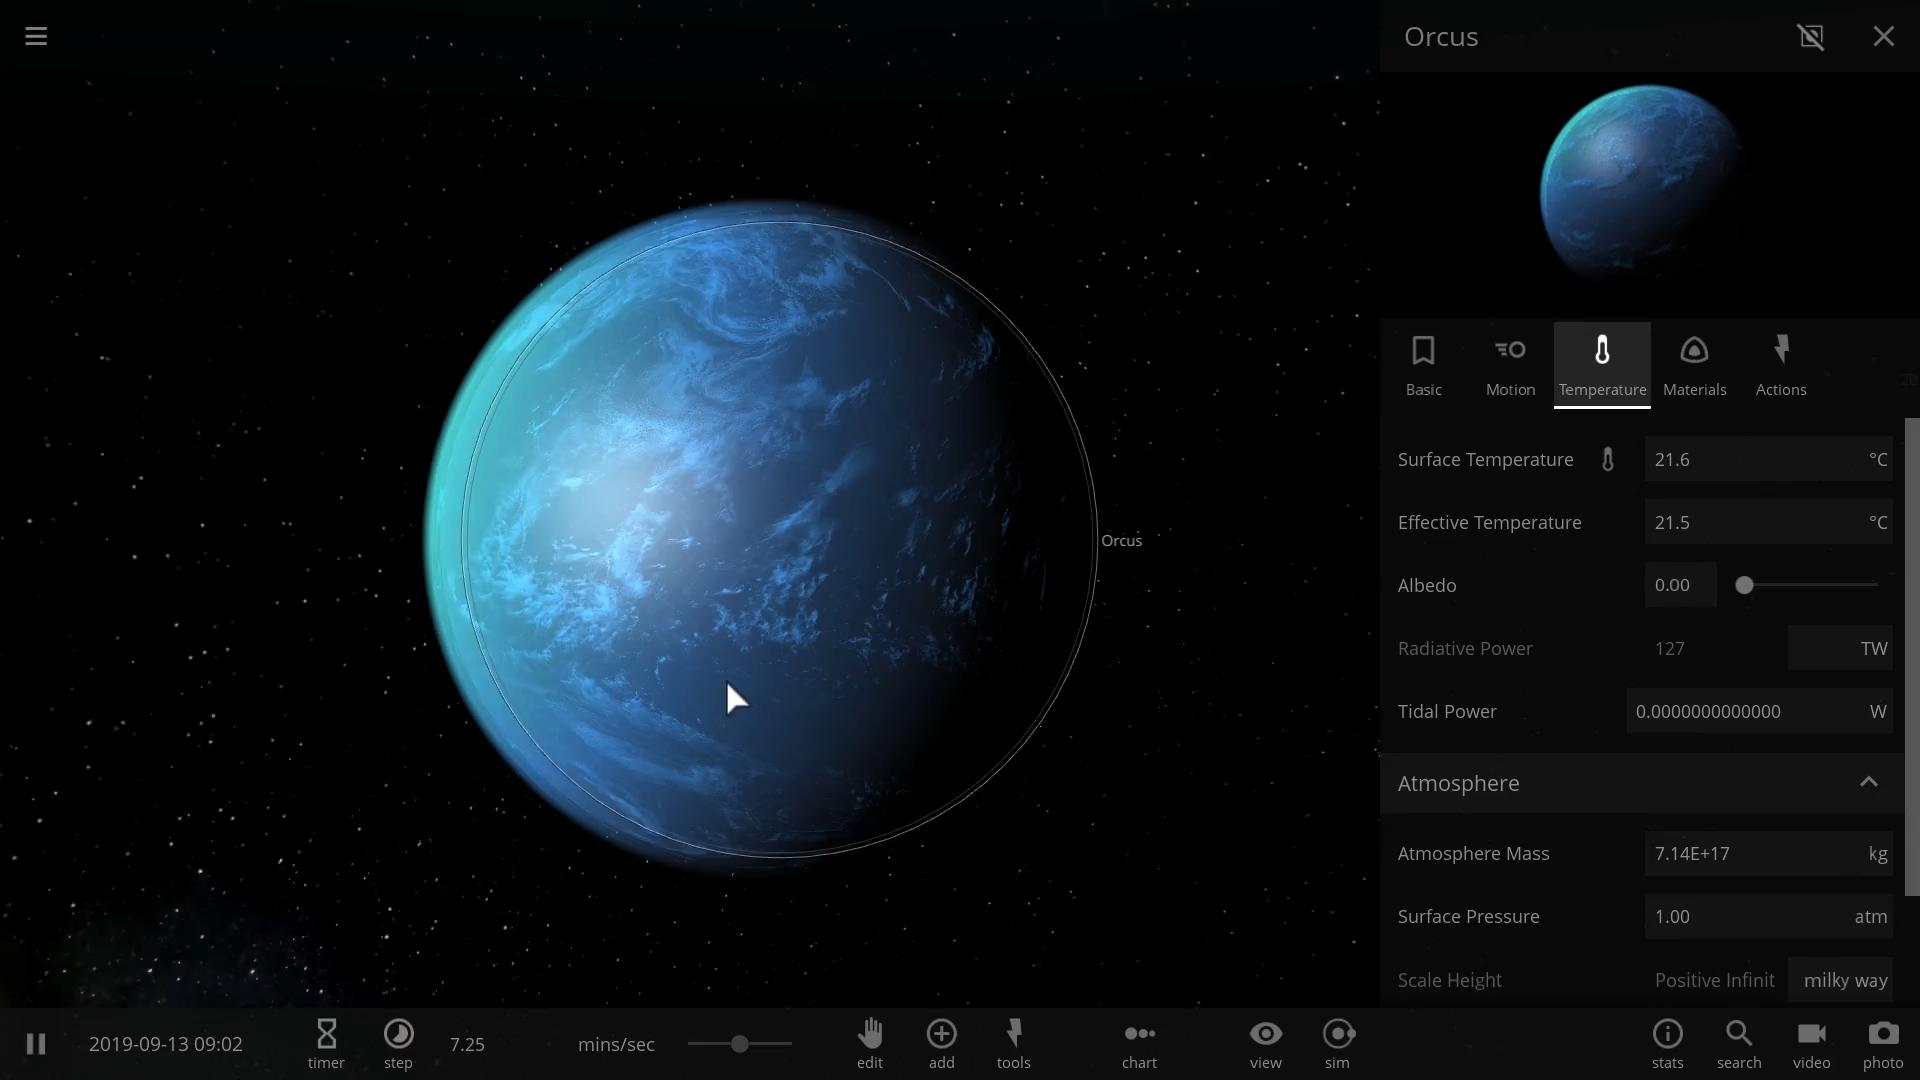 Orcus
Basic
Motion
Temperature
Materials
Actions
Surface Temperature 21.6 °C
Effective Temperature 21.5 °C
Orcus
Albedo 0.00
Radiative Power 127 TW
Tidal Power 0.0000000000000 W
Atmosphere
Atmosphere Mass 7.14E+17 kg
Surface Pressure 1.00 atm
Scale Height Positive Infinit milky way
2019-09-13 09:02
timer
step
7.25 mins/sec
edit
add
tools
chart
view
sim
stats
search
video
photo